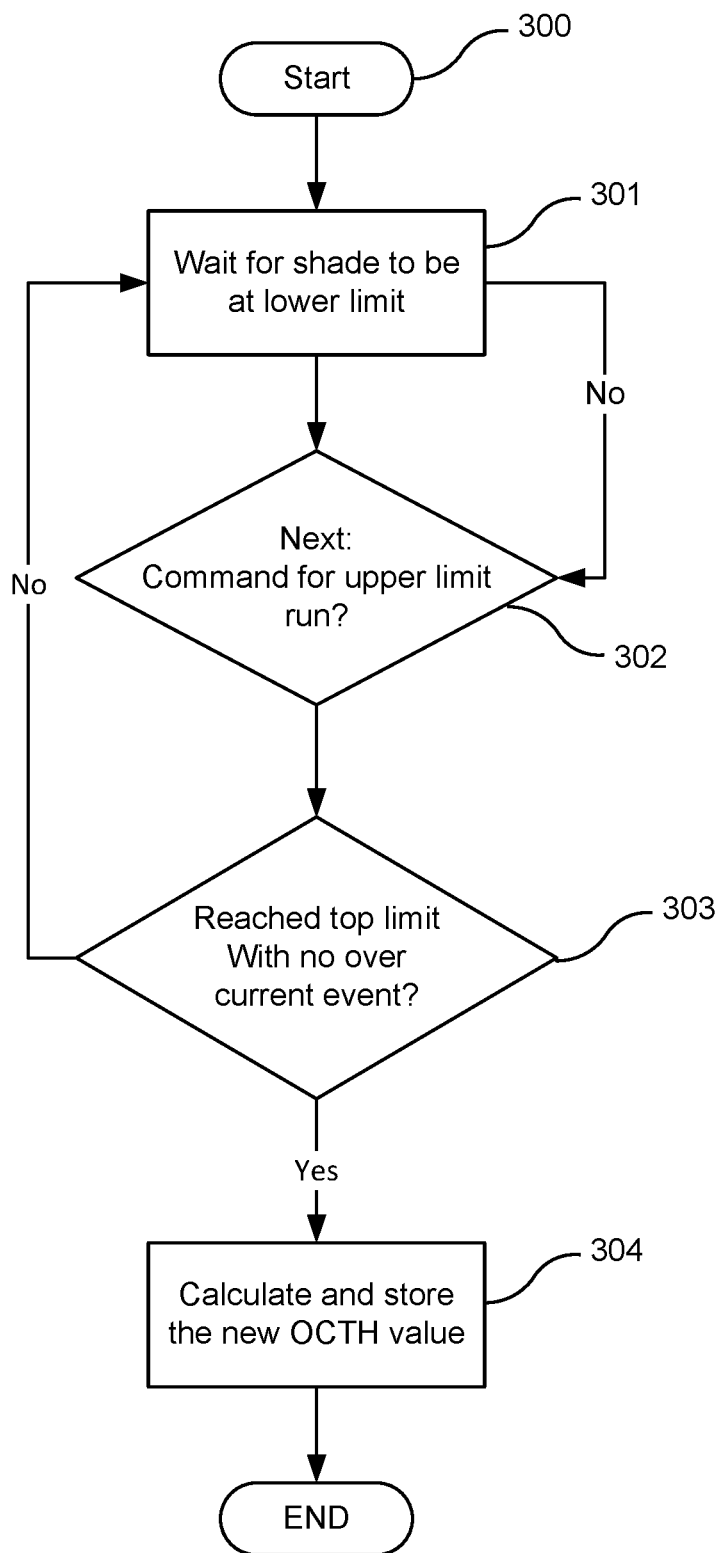 300
Start
301
Wait for shade to be
at lower limit
No
Next:
Command for upper limit
run?
No
302
303
Reached top limit
With no over
current event?
Yes
304
Calculate and store
the new OCTH value
END